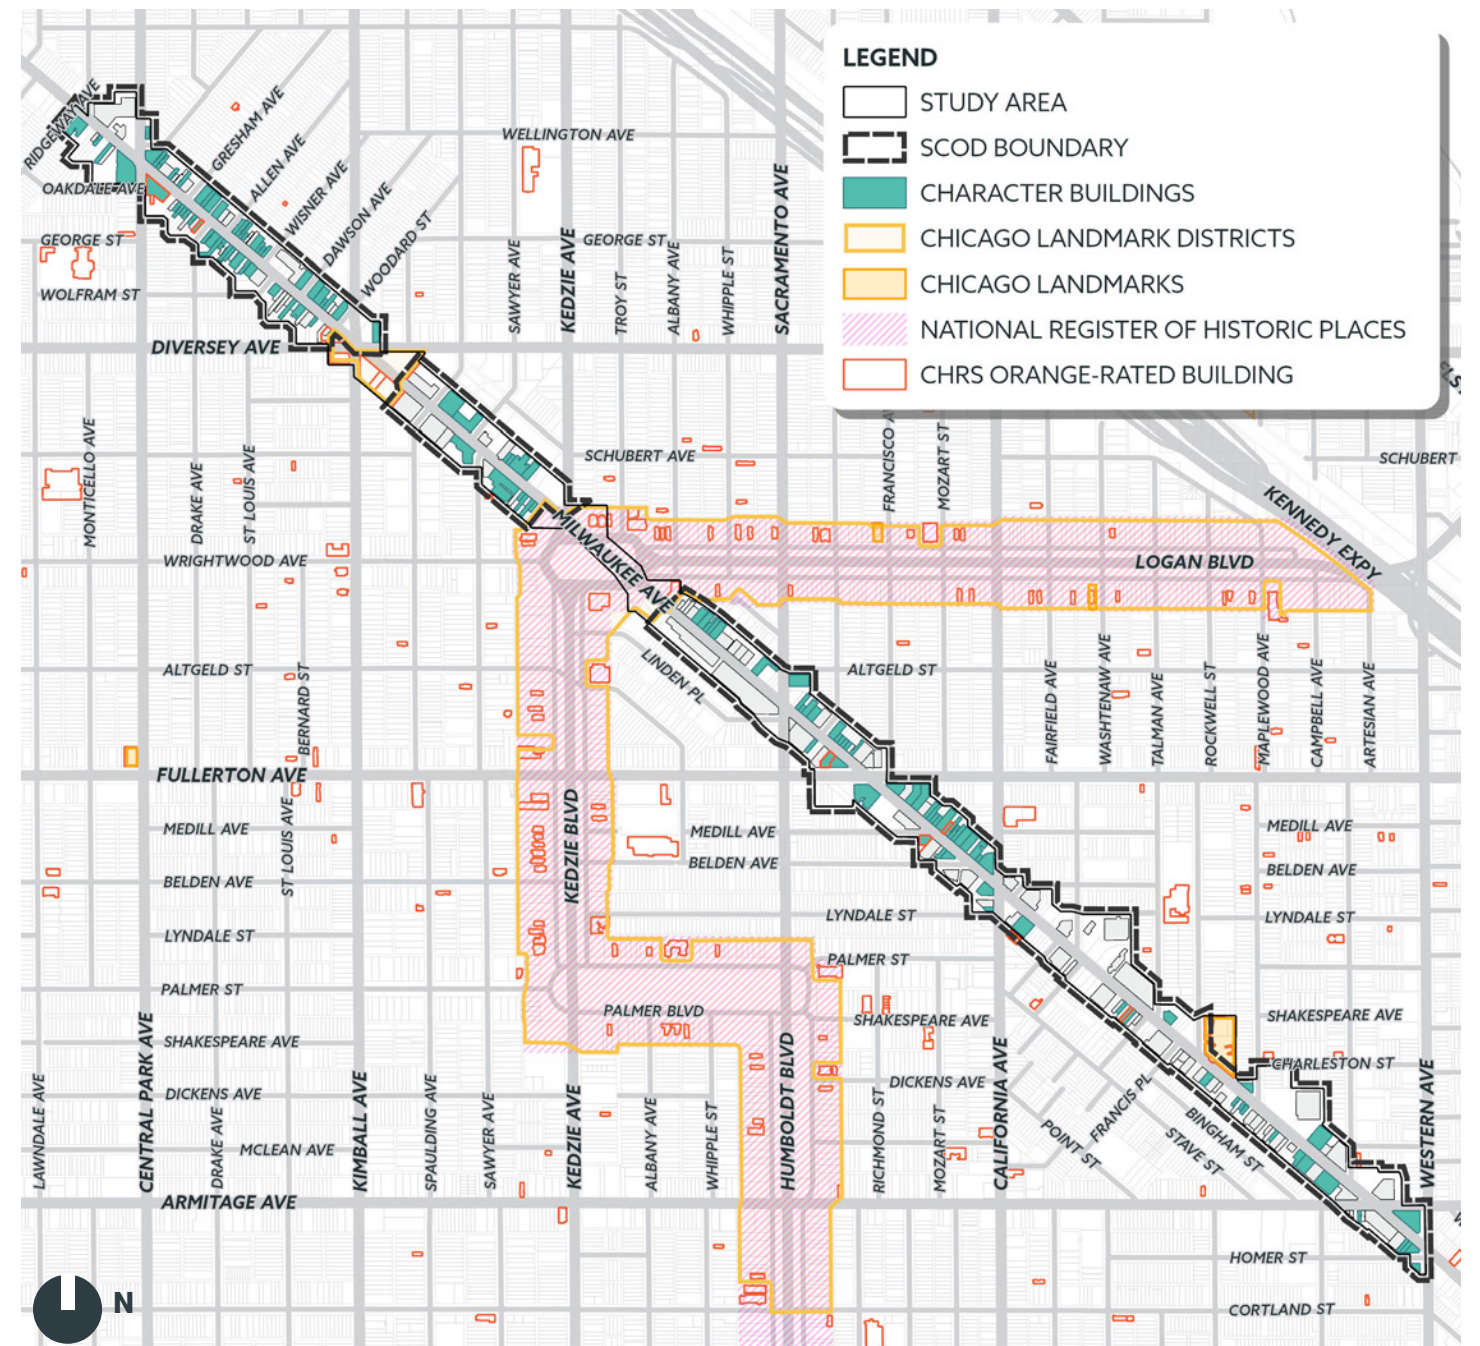 LEGEND
STUDY AREA
SCOD BOUNDARY
CHARACTER BUILDINGS
CHICAGO LANDMARK DISTRICTS
CHICAGO LANDMARKS
NATIONAL REGISTER OF HISTORIC PLACES
CHRS ORANGE-RATED BUILDING
RIDGEWAY AVE
GRESHAM AVE
ALLEN AVE
WISNER AVE
DAWSON AVE
WOODARD ST
WELLINGTON AVE
OAKDALE AVE
GEORGE ST
GEORGE ST
WOLFRAM ST
SAWYER AVE
KEDZIE AVE
TROY ST
ALBANY AVE
WHIPPLE ST
SACRAMENTO AVE
DIVERSEY AVE
MONTICELLO AVE
DRAKE AVE
ST LOUIS AVE
SCHUBERT AVE
FRANCISCO
MOZART ST
SCHUBERT
KENNEDY EXPY
MILWAUKEE AVE
WRIGHTWOOD AVE
LOGAN BLVD
ALTGELD ST
BERNARD ST
LINDEN PL
ALTGELD ST
FAIRFIELD AVE
WASHTENAW AVE
TALMAN AVE
ROCKWELL ST
MAPLEWOOD AVE
CAMPBELL AVE
ARTESIAN AVE
FULLERTON AVE
ST LOUIS AVE
MEDILL AVE
KEDZIE BLVD
MEDILL AVE
MEDILL AVE
BELDEN AVE
BELDEN AVE
BELDEN AVE
LYNDALE ST
LYNDALE ST
LYNDALE ST
PALMER ST
PALMER ST
PALMER BLVD
SHAKESPEARE AVE
SHAKESPEARE AVE
SHAKESPEARE AVE
CHARLESTON ST
DICKENS AVE
DICKENS AVE
LAWNDALE AVE
CENTRAL PARK AVE
DRAKE AVE
MCLEAN AVE
KIMBALL AVE
SPAULDING AVE
SAWYER AVE
KEDZIE AVE
ALBANY AVE
WHIPPLE ST
HUMBOLDT BLVD
RICHMOND ST
MOZART ST
CALIFORNIA AVE
POINT ST
FRANCIS PL
STAVE ST
BINGHAM ST
WESTERN AVE
ARMITAGE AVE
HOMER ST
CORTLAND ST
N